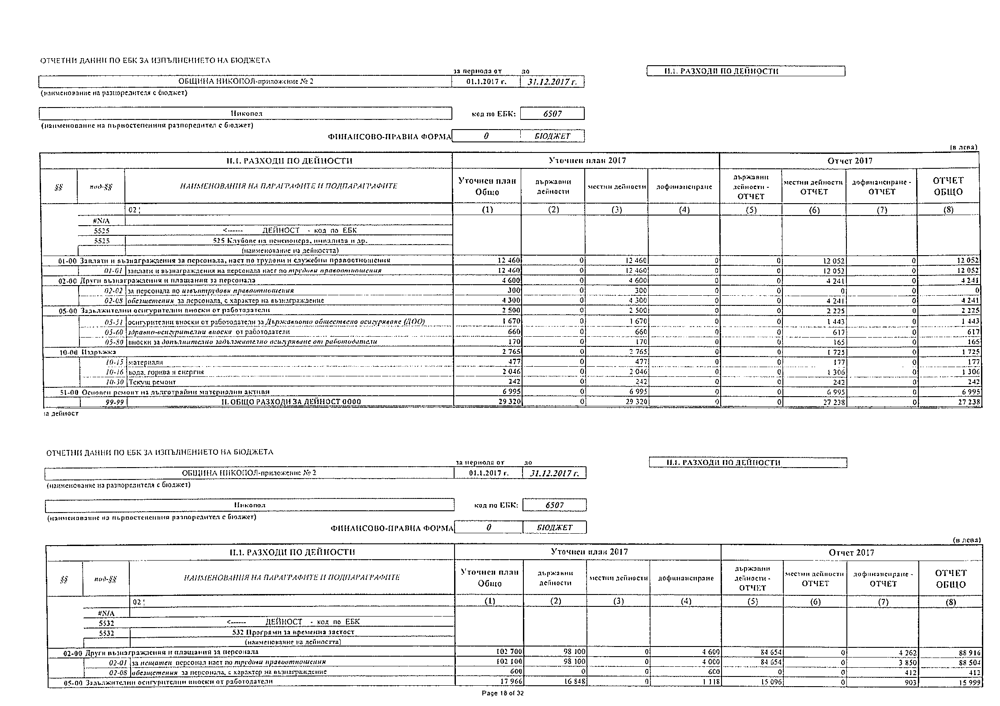 ОТЧЕТНИ ДАННИ ПО ЕБК ЗА ИЗПЪЛНЕНИЕТО НА БЮДЖЕТА
за периода от до
II.1. РАЗХОДИ ПО ДЕЙНОСТИ
ОБЩИНА НИКОПОЛ-приложение № 2 01.1.2017 г. 31.12.2017 г.
(наименование на разпоредителя с бюджет)
Никопол код по ЕБК: 6507
(наименование на първостепенния разпоредител с бюджет)
ФИНАНСОВО-ПРАВНА ФОРМА 0 БЮДЖЕТ
(в лева)
II.1. РАЗХОДИ ПО ДЕЙНОСТИ Уточнен план 2017 Отчет 2017
§§ под-§§ НАИМЕНОВАНИЯ НА ПАРАГРАФИТЕ И ПОДПАРАГРАФИТЕ Уточнен план Общо държавни дейности местни дейности дофинансиране държавни дейности - ОТЧЕТ местни дейности ОТЧЕТ дофинансиране - ОТЧЕТ ОТЧЕТ ОБЩО
02 ¦ (1) (2) (3) (4) (5) (6) (7) (8)
#N/A
5525 <------ ДЕЙНОСТ - код по ЕБК
5525 525 Клубове на пенсионера, инвалида и др.
(наименование на дейността)
01-00 Заплати и възнаграждения за персонала, нает по трудови и служебни правоотношения 12 460 0 12 460 0 0 12 052 0 12 052
01-01 заплати и възнаграждения на персонала нает по трудови правоотношения 12 460 0 12 460 0 0 12 052 0 12 052
02-00 Други възнаграждения и плащания за персонала 4 600 0 4 600 0 0 4 241 0 4 241
02-02 за персонала по извънтрудови правоотношения 300 0 300 0 0 0 0 0
02-08 обезщетения за персонала, с характер на възнаграждение 4 300 0 4 300 0 0 4 241 0 4 241
05-00 Задължителни осигурителни вноски от работодатели 2 500 0 2 500 0 0 2 225 0 2 225
05-51 осигурителни вноски от работодатели за Държавното обществено осигуряване (ДОО) 1 670 0 1 670 0 0 1 443 0 1 443
05-60 здравно-осигурителни вноски от работодатели 660 0 660 0 0 617 0 617
05-80 вноски за допълнително задължително осигуряване от работодатели 170 0 170 0 0 165 0 165
10-00 Издръжка 2 765 0 2 765 0 0 1 725 0 1 725
10-15 материали 477 0 477 0 0 177 0 177
10-16 вода, горива и енергия 2 046 0 2 046 0 0 1 306 0 1 306
10-30 Текущ ремонт 242 0 242 0 0 242 0 242
51-00 Основен ремонт на дълготрайни материални активи 6 995 0 6 995 0 0 6 995 0 6 995
99-99 II. ОБЩО РАЗХОДИ ЗА ДЕЙНОСТ 0000 29 320 0 29 320 0 0 27 238 0 27 238
за дейност
ОТЧЕТНИ ДАННИ ПО ЕБК ЗА ИЗПЪЛНЕНИЕТО НА БЮДЖЕТА
за периода от до
II.1. РАЗХОДИ ПО ДЕЙНОСТИ
ОБЩИНА НИКОПОЛ-приложение № 2 01.1.2017 г. 31.12.2017 г.
(наименование на разпоредителя с бюджет)
Никопол код по ЕБК: 6507
(наименование на първостепенния разпоредител с бюджет)
ФИНАНСОВО-ПРАВНА ФОРМА 0 БЮДЖЕТ
(в лева)
II.1. РАЗХОДИ ПО ДЕЙНОСТИ Уточнен план 2017 Отчет 2017
§§ под-§§ НАИМЕНОВАНИЯ НА ПАРАГРАФИТЕ И ПОДПАРАГРАФИТЕ Уточнен план Общо държавни дейности местни дейности дофинансиране държавни дейности - ОТЧЕТ местни дейности ОТЧЕТ дофинансиране - ОТЧЕТ ОТЧЕТ ОБЩО
02 ¦ (1) (2) (3) (4) (5) (6) (7) (8)
#N/A
5532 <------ ДЕЙНОСТ - код по ЕБК
5532 532 Програми за временна заетост
(наименование на дейността)
02-00 Други възнаграждения и плащания за персонала 102 700 98 100 0 4 600 84 654 0 4 262 88 916
02-01 за нещатен персонал нает по трудови правоотношения 102 100 98 100 0 4 000 84 654 0 3 850 88 504
02-08 обезщетения за персонала, с характер на възнаграждение 600 0 0 600 0 0 412 412
05-00 Задължителни осигурителни вноски от работодатели 17 966 16 848 0 1 118 15 096 0 903 15 999
Page 18 of 32